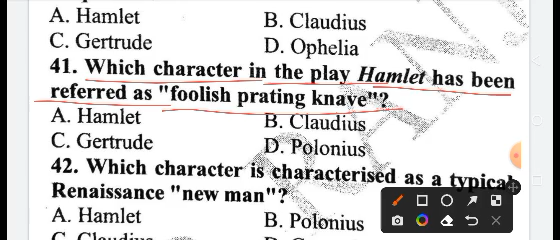 A. Hamlet B. Claudius
C. Gertrude D. Ophelia
41. Which character in the play Hamlet has been
referred as "foolish prating knave"?
A. Hamlet B. Claudius
C. Gertrude D. Polonius
42. Which character is characterised as a typical
Renaissance "new man"?
A. Hamlet B. Polonius
C. Claudius